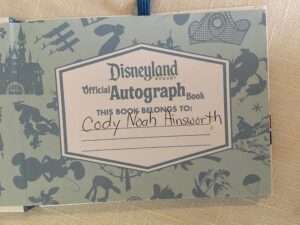 Disneyland
RESORT
Official Autograph Book
THIS BOOK BELONGS TO:
Cody Noah Ainsworth